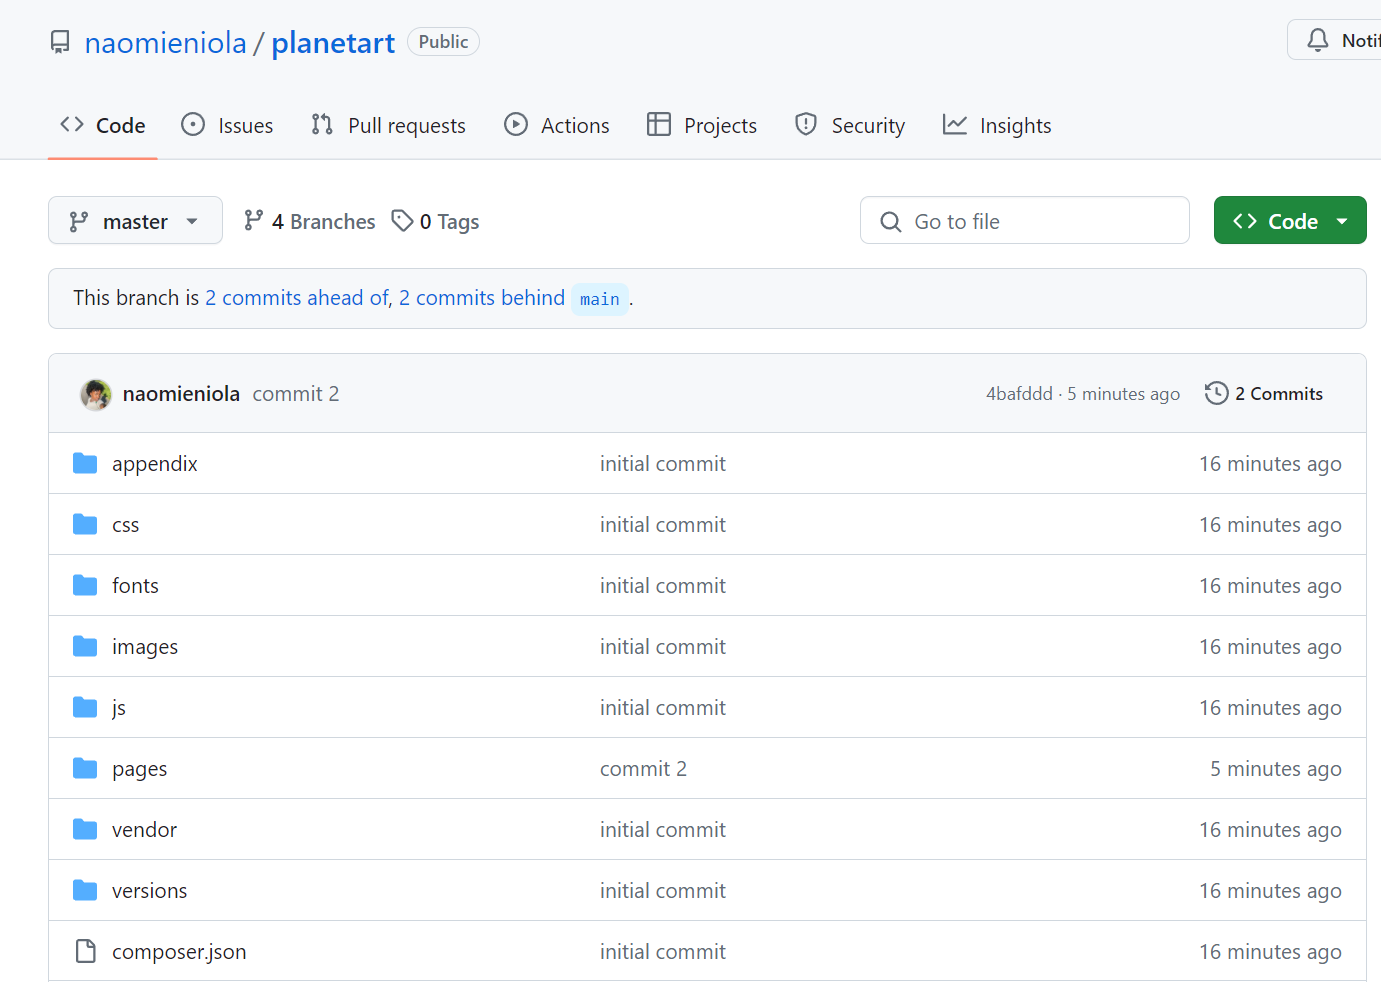 naomieniola / planetart Public
Notif
Code Issues Pull requests Actions Projects Security Insights
master 4 Branches 0 Tags Go to file Code
This branch is 2 commits ahead of, 2 commits behind main .
naomieniola commit 2 4bafddd · 5 minutes ago 2 Commits
appendix initial commit 16 minutes ago
css initial commit 16 minutes ago
fonts initial commit 16 minutes ago
images initial commit 16 minutes ago
js initial commit 16 minutes ago
pages commit 2 5 minutes ago
vendor initial commit 16 minutes ago
versions initial commit 16 minutes ago
composer.json initial commit 16 minutes ago